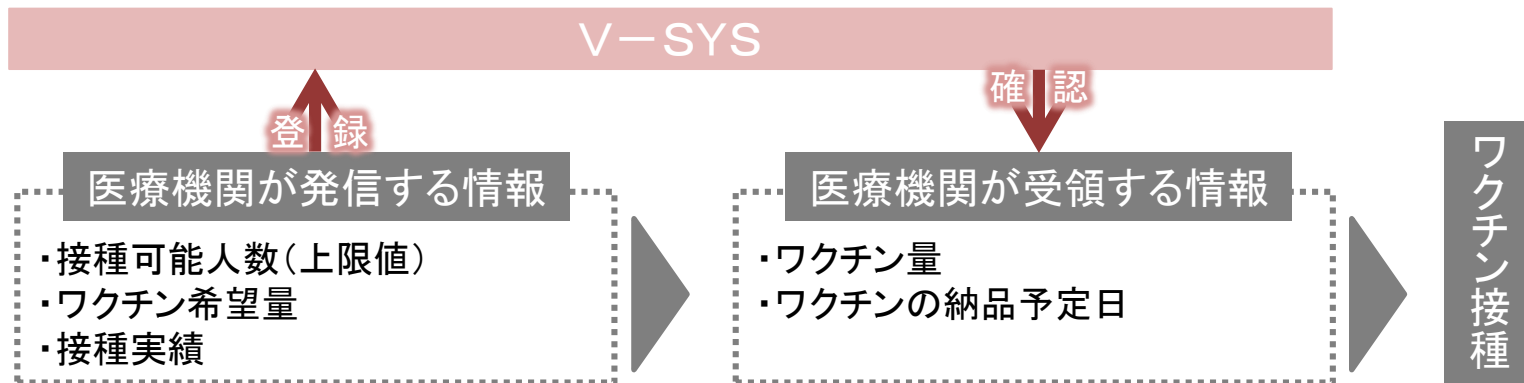 V－SYS
登録
確認
医療機関が発信する情報
・接種可能人数（上限値）
・ワクチン希望量
・接種実績
医療機関が受領する情報
・ワクチン量
・ワクチンの納品予定日
ワクチン接種